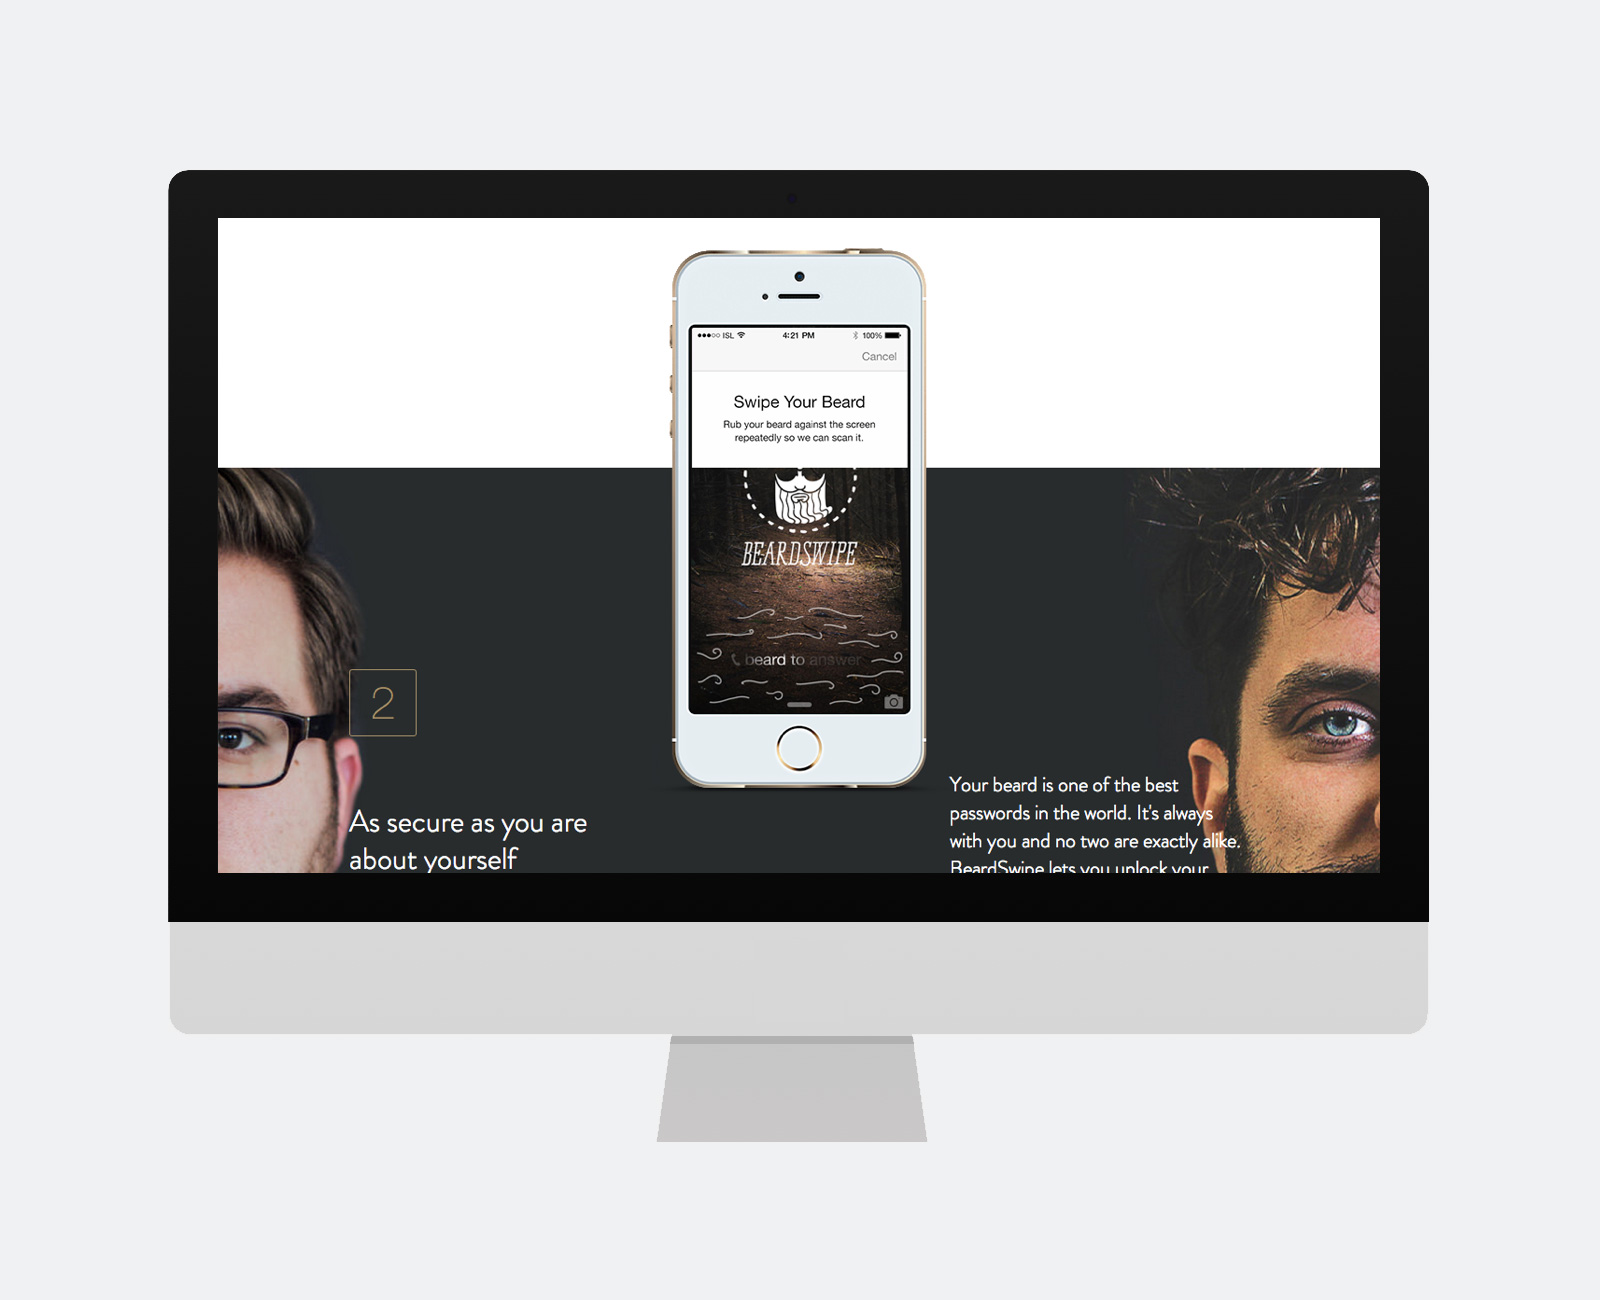 ISL 4:21 PM 100%
Cancel
Swipe Your Beard
Rub your beard against the screen
repeatedly so we can scan it.
BEARDSWIPE
beard to answer
2
As secure as you are
about yourself
Your beard is one of the best
passwords in the world. It's always
with you and no two are exactly alike.
BeardSwipe lets you unlock your